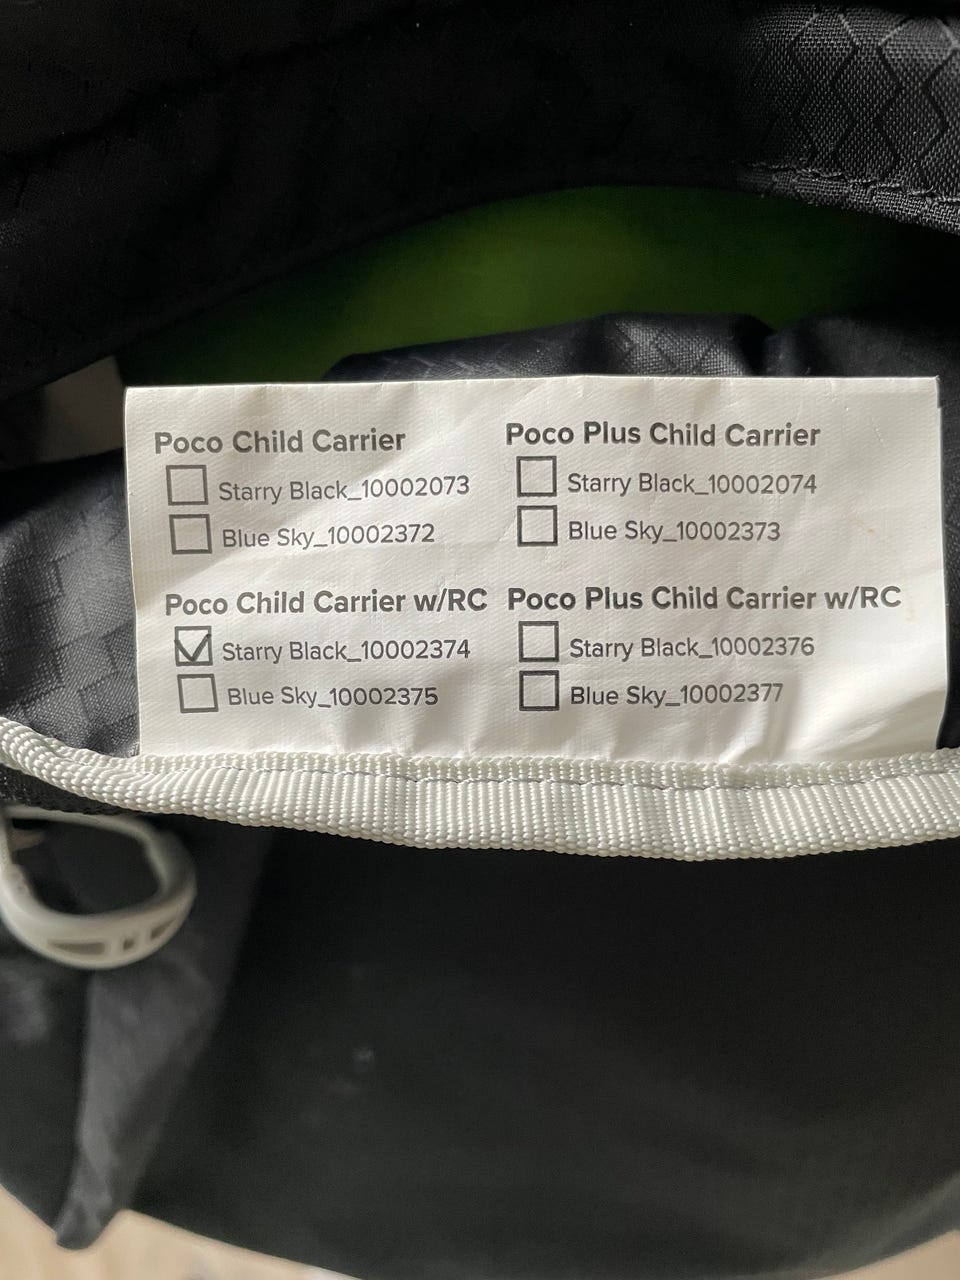 Poco Child Carrier
Starry Black_10002073
Blue Sky_10002372
Poco Plus Child Carrier
Starry Black_10002074
Blue Sky_10002373
Poco Child Carrier w/RC
Starry Black_10002374
Blue Sky_10002375
Poco Plus Child Carrier w/RC
Starry Black_10002376
Blue Sky_10002377